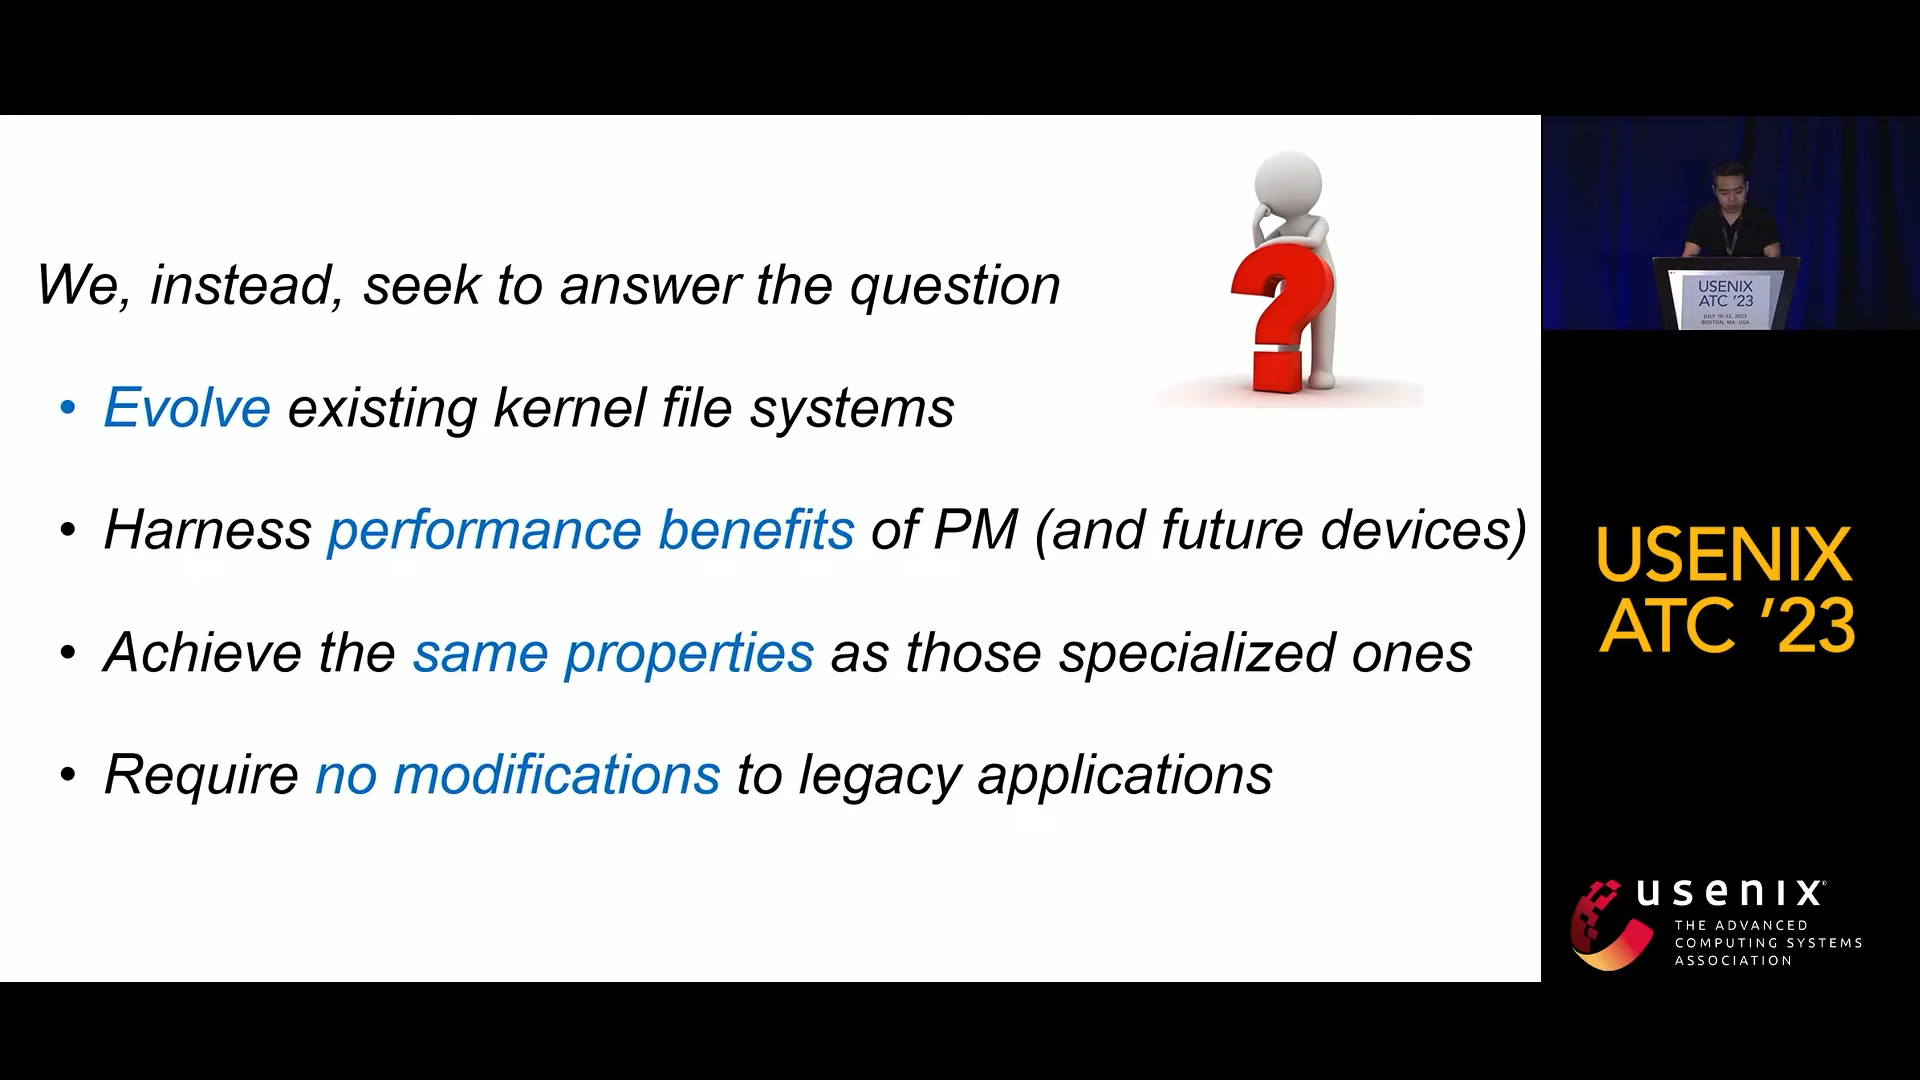 We, instead, seek to answer the question
• Evolve existing kernel file systems
• Harness performance benefits of PM (and future devices)
• Achieve the same properties as those specialized ones
• Require no modifications to legacy applications
USENIX
ATC '23
JULY 10–12, 2023
BOSTON, MA, USA
USENIX
ATC ’23
usenix®
THE ADVANCED
COMPUTING SYSTEMS
ASSOCIATION